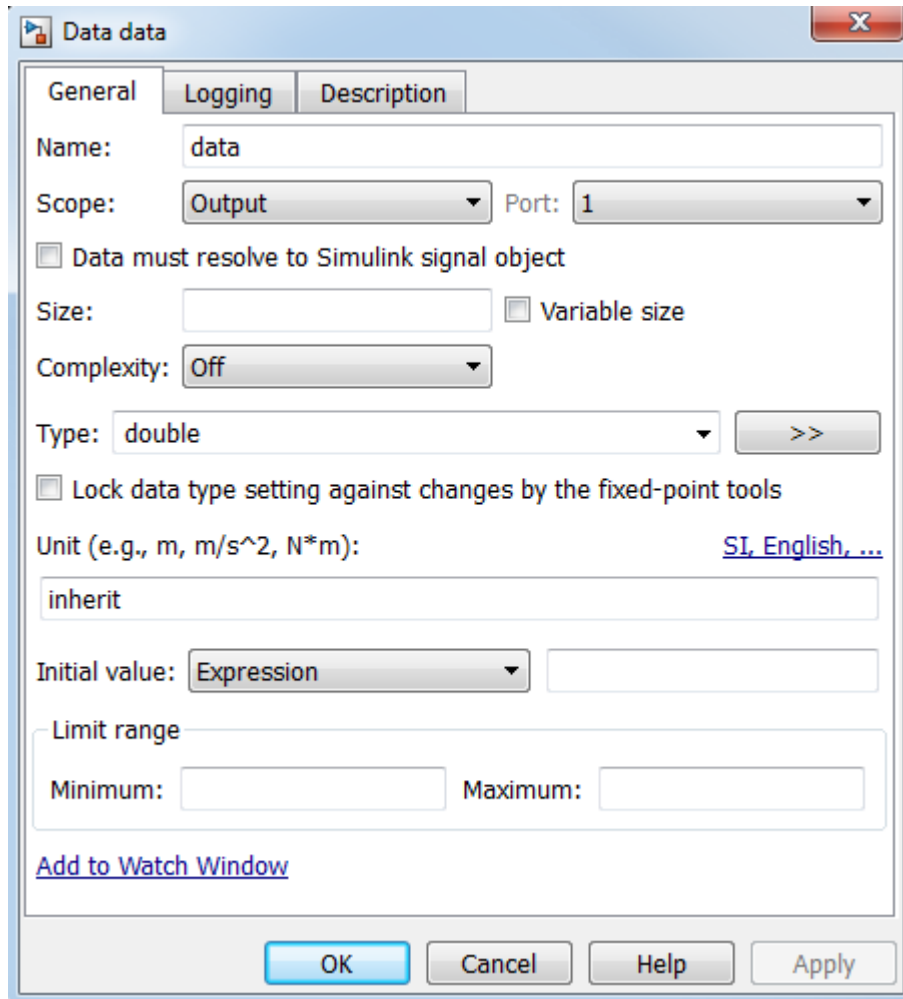 Data data
General Logging Description
Name: data
Scope: Output Port: 1
Data must resolve to Simulink signal object
Size: Variable size
Complexity: Off
Type: double >>
Lock data type setting against changes by the fixed-point tools
Unit (e.g., m, m/s^2, N*m): SI, English, ...
inherit
Initial value: Expression
Limit range
Minimum: Maximum:
Add to Watch Window
OK Cancel Help Apply